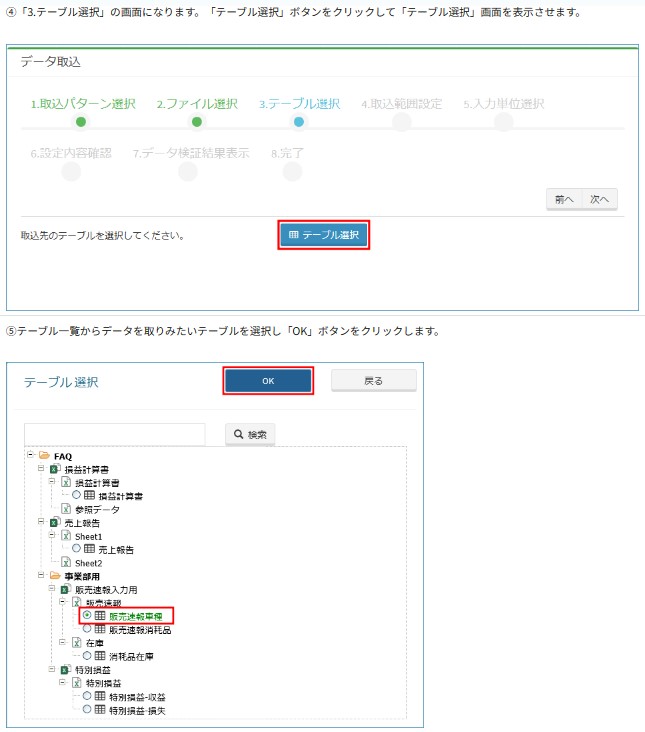 ④「3.テーブル選択」の画面になります。「テーブル選択」ボタンをクリックして「テーブル選択」画面を表示させます。
データ取込
1.取込パターン選択 2.ファイル選択 3.テーブル選択 4.取込範囲設定 5.入力単位選択
6.設定内容確認 7.データ検証結果表示 8.完了
前へ 次へ
取込先のテーブルを選択してください。 テーブル選択
⑤テーブル一覧からデータを取りみたいテーブルを選択し「OK」ボタンをクリックします。
テーブル選択 OK 戻る
検索
FAQ
損益計算書
損益計算書
損益計算書
参照データ
売上報告
Sheet1
売上報告
Sheet2
事業部用
販売速報入力用
販売速報
販売速報車種
販売速報消耗品
在庫
消耗品在庫
特別損益
特別損益
特別損益-収益
特別損益-損失